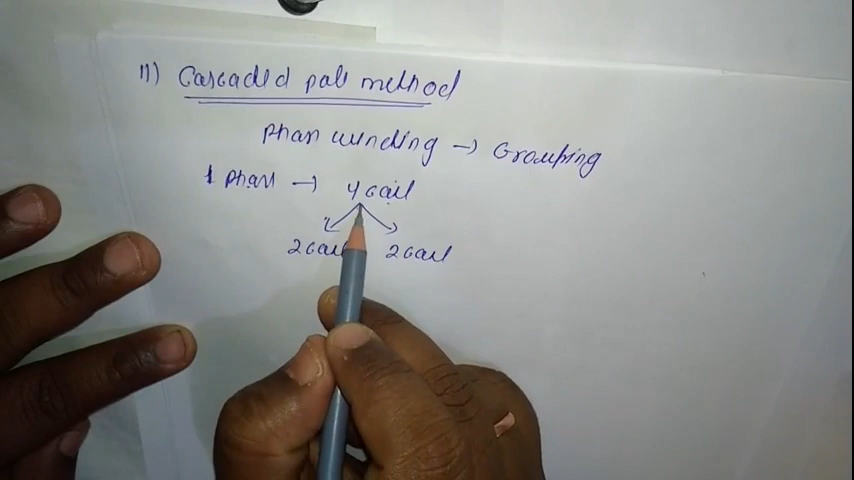 11) Cascaded pole method
Phase winding → Grouping
1 Phase → 4 coil
2 coil 2 coil